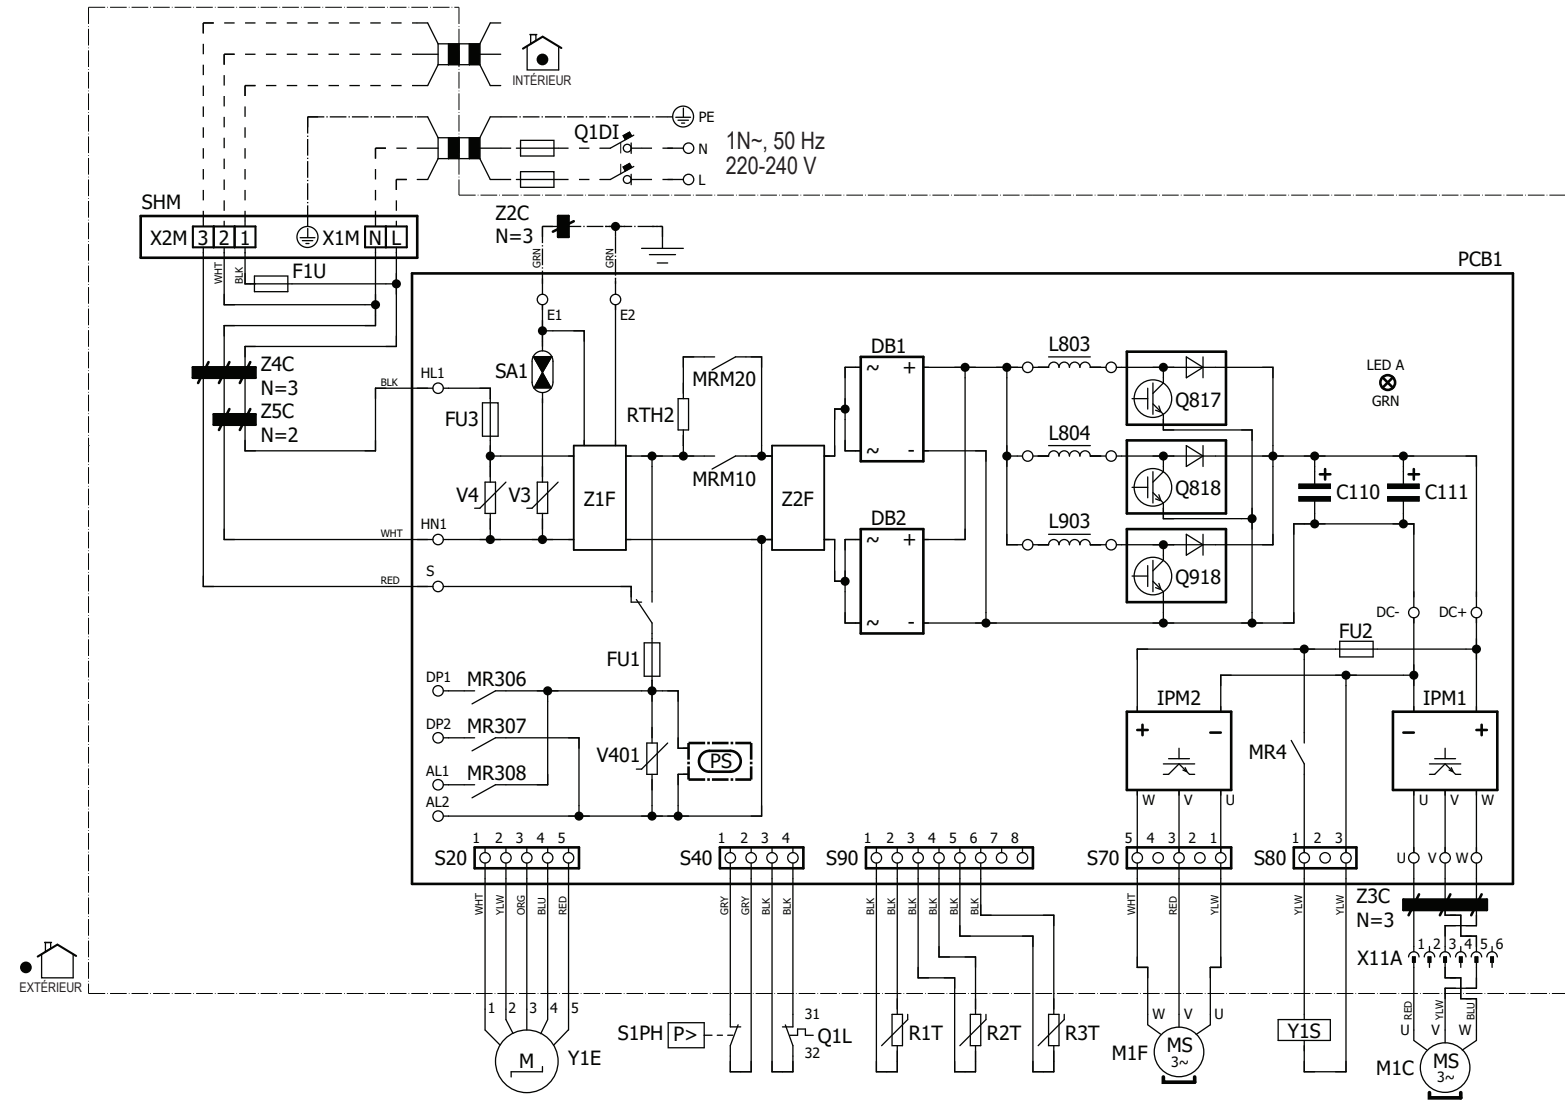 INTÉRIEUR
PE
Q1DI
N
1N~, 50 Hz
L
220-240 V
SHM
X2M 3 2 1 X1M N L
Z2C
N=3
WHT
BLK
F1U
GRN
GRN
PCB1
E1
E2
Z4C
N=3
Z5C
N=2
HL1
BLK
SA1
MRM20
DB1
~ +
L803
LED A
GRN
FU3
RTH2
Q817
V4
V3
Z1F
MRM10
Z2F
~ -
L804
Q818
C110
C111
HN1
WHT
DB2
~ +
L903
S
RED
Q918
~ -
DC-
DC+
FU1
FU2
DP1
MR306
IPM2
IPM1
DP2
MR307
V401
PS
+ -
MR4
- +
AL1
MR308
AL2
W V U
U V W
1 2 3 4 5
S20
1 2 3 4
S40
1 2 3 4 5 6 7 8
S90
5 4 3 2 1
S70
1 2 3
S80
U V W
WHT
YLW
ORG
BLU
RED
GRY
GRY
BLK
BLK
BLK
BLK
BLK
BLK
BLK
BLK
WHT
RED
YLW
YLW
YLW
Z3C
N=3
X11A
1 2 3 4 5 6
EXTÉRIEUR
1 2 3 4 5
M
Y1E
S1PH
P>
31
Q1L
32
R1T
R2T
R3T
W V U
M1F
MS
3~
Y1S
RED
YLW
BLU
U V W
M1C
MS
3~